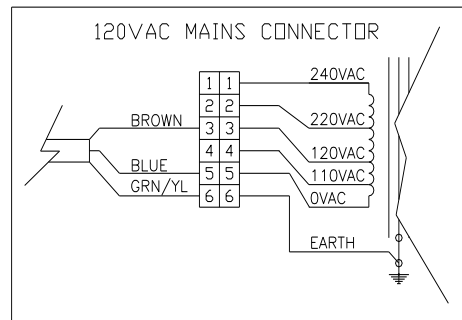 120VAC MAINS CONNECTOR
240VAC
1 1
220VAC
2 2
BROWN
3 3
120VAC
4 4
110VAC
BLUE
5 5
0VAC
GRN/YL
6 6
EARTH